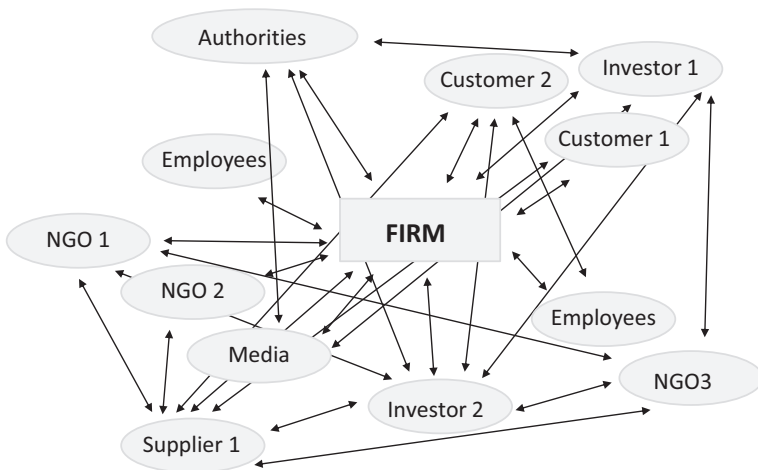 Authorities
Investor 1
Customer 2
Customer 1
Employees
FIRM
NGO 1
NGO 2
Employees
Media
NGO3
Investor 2
Supplier 1